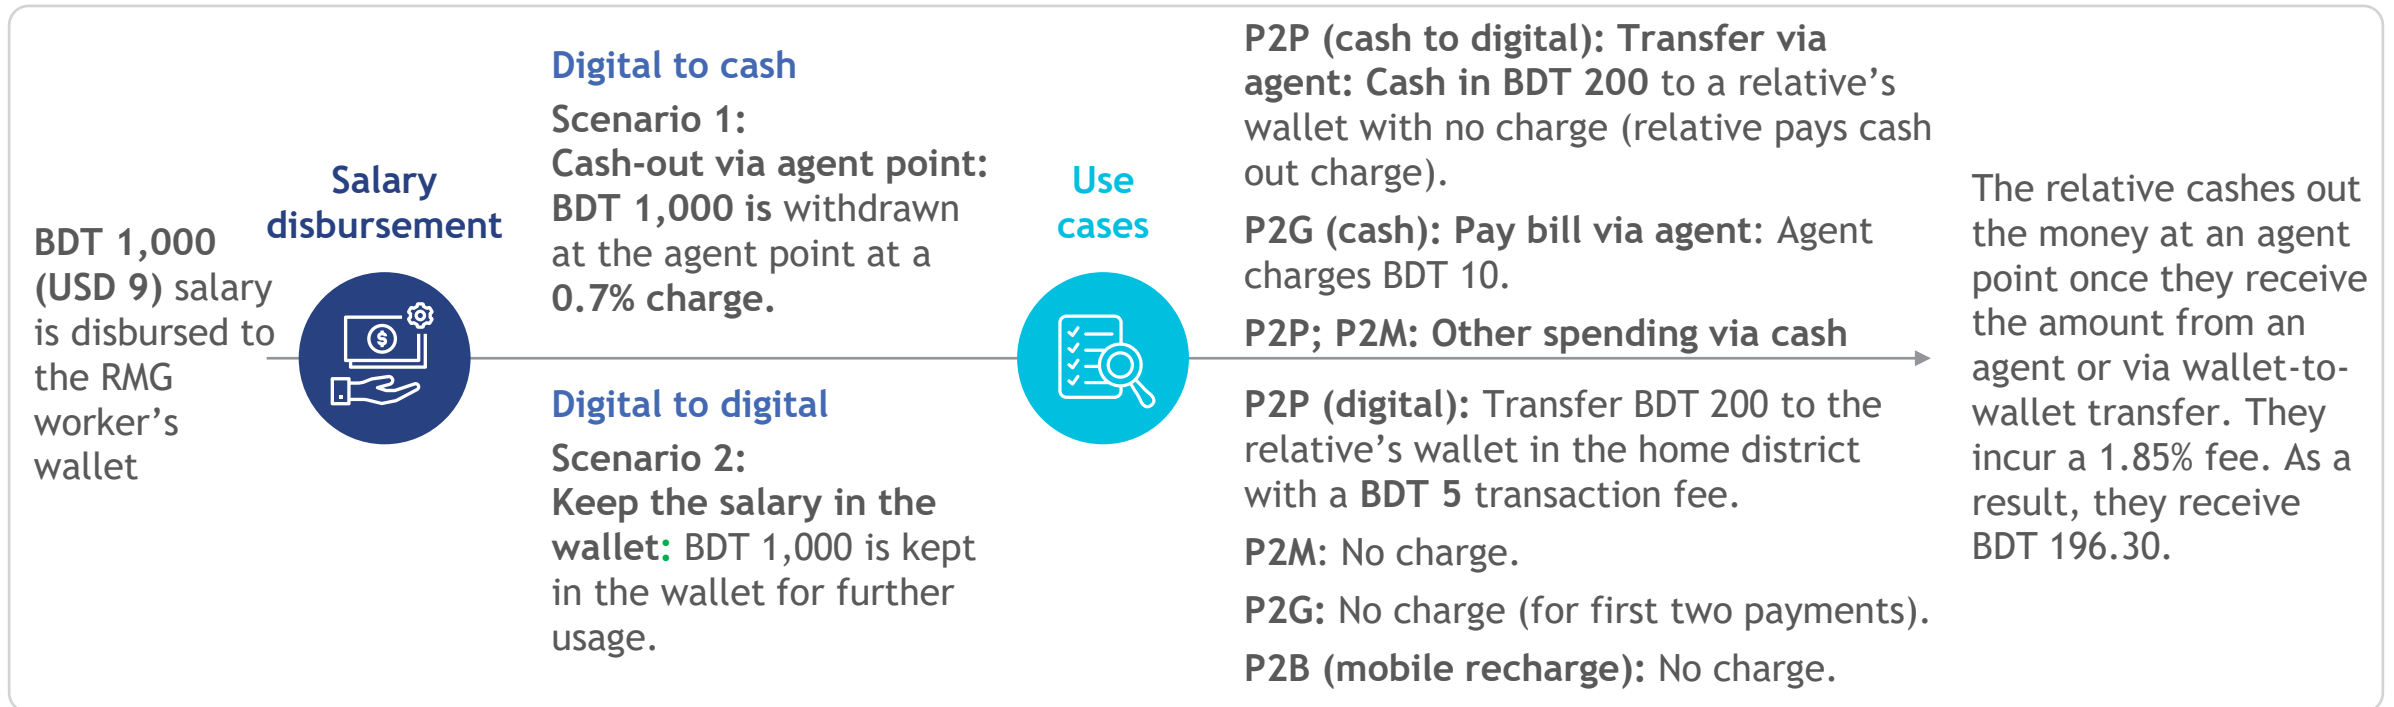 BDT 1,000
(USD 9) salary
is disbursed to
the RMG
worker's
wallet
Salary
disbursement
Digital to cash
Scenario 1:
Cash-out via agent point:
BDT 1,000 is withdrawn
at the agent point at a
0.7% charge.
Digital to digital
Scenario 2:
Keep the salary in the
wallet: BDT 1,000 is kept
in the wallet for further
usage.
Use
cases
P2P (cash to digital): Transfer via
agent: Cash in BDT 200 to a relative’s
wallet with no charge (relative pays cash
out charge).
P2G (cash): Pay bill via agent: Agent
charges BDT 10.
P2P; P2M: Other spending via cash
P2P (digital): Transfer BDT 200 to the
relative’s wallet in the home district
with a BDT 5 transaction fee.
P2M: No charge.
P2G: No charge (for first two payments).
P2B (mobile recharge): No charge.
The relative cashes out
the money at an agent
point once they receive
the amount from an
agent or via wallet-to-
wallet transfer. They
incur a 1.85% fee. As a
result, they receive
BDT 196.30.